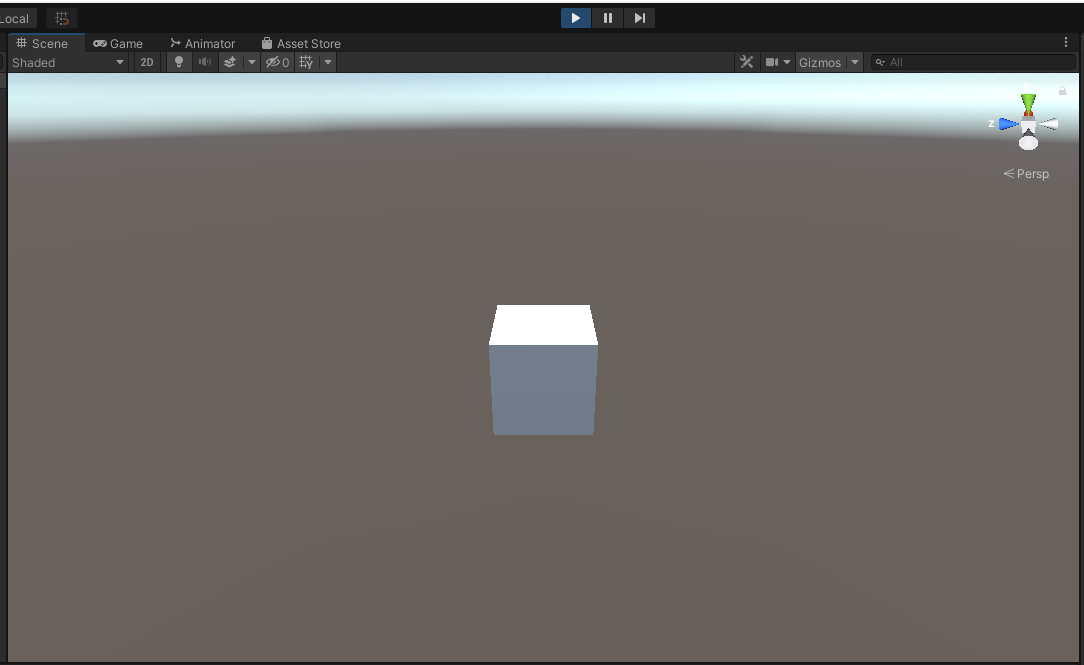 Local
Scene Game Animator Asset Store
Shaded 2D 0 Gizmos All
z
Persp